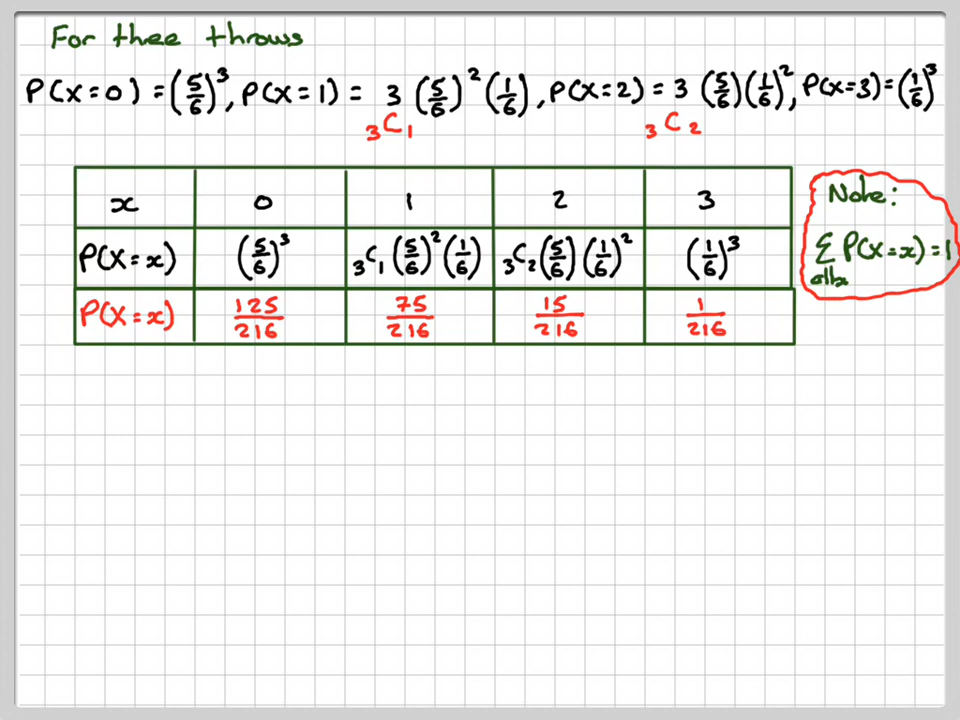 For thee throws
P(X=0) = (5/6)^3, P(X=1) = 3 (5/6)^2 (1/6), P(X=2) = 3 (5/6)(1/6)^2, P(X=3) = (1/6)^3
₃C₁ ₃C₂
x 0 1 2 3
P(X=x) (5/6)^3 ₃C₁(5/6)^2(1/6) ₃C₂(5/6)(1/6)^2 (1/6)^3
P(X=x) 125/216 75/216 15/216 1/216
Note:
∑ P(X=x) = 1
all x